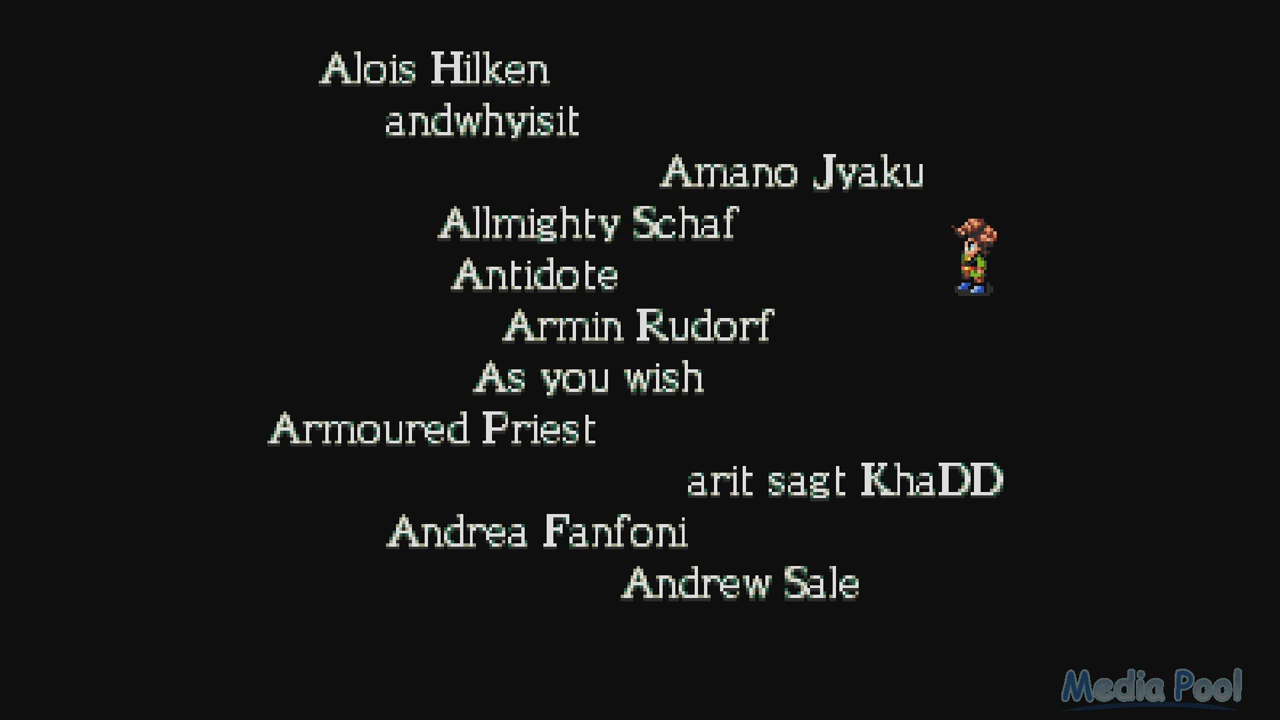 Alois Hilken
andwhyisit
Amano Jyaku
Allmighty Schaf
Antidote
Armin Rudorf
As you wish
Armoured Priest
arit sagt KhaDD
Andrea Fanfoni
Andrew Sale
Media Pool